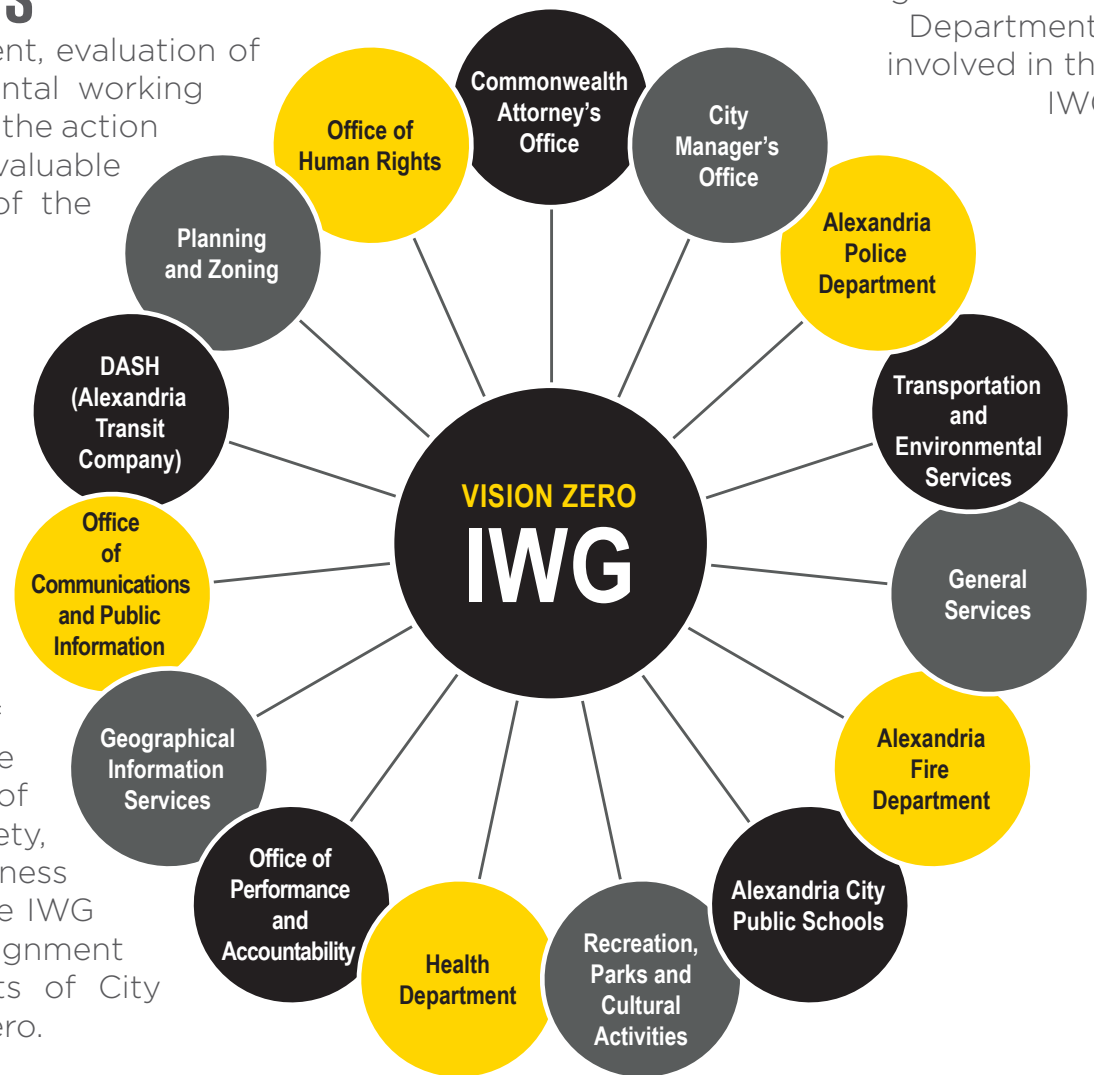 S
ent, evaluation of
ental working
the action
valuable
of the
Department
involved in th
IWG
Commonwealth
Attorney's
Office
City
Manager's
Office
Alexandria
Police
Department
Transportation
and
Environmental
Services
General
Services
Alexandria
Fire
Department
Alexandria City
Public Schools
Recreation,
Parks and
Cultural
Activities
Health
Department
Office of
Performance
and
Accountability
Geographical
Information
Services
Office
of
Communications
and Public
Information
DASH
(Alexandria
Transit
Company)
Planning
and Zoning
Office of
Human Rights
VISION ZERO
IWG
e
of
ety,
ness
e IWG
gnment
ts of City
ero.